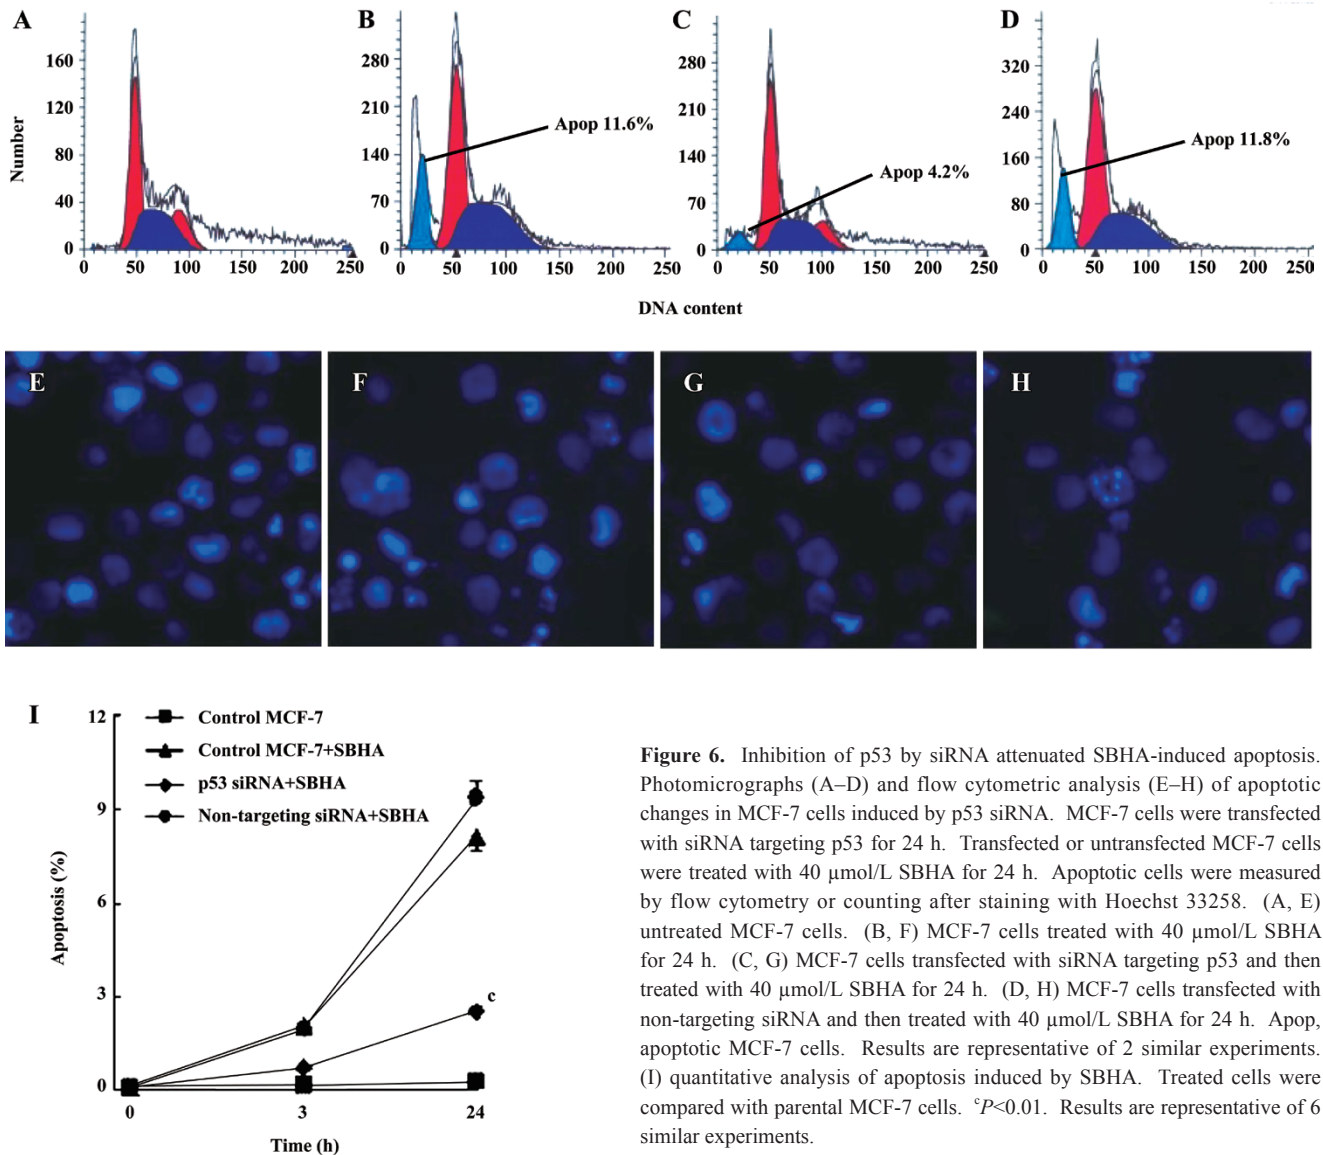 A
B
C
D
160
120
80
40
0
Number
0 50 100 150 200 250
280
210
140
70
0
Apop 11.6%
0 50 100 150 200 250
280
210
140
70
0
Apop 4.2%
0 50 100 150 200 250
320
240
160
80
0
Apop 11.8%
0 50 100 150 200 250
DNA content
E
F
G
H
I
12
9
6
3
0
Apoptosis (%)
Control MCF-7
Control MCF-7+SBHA
p53 siRNA+SBHA
Non-targeting siRNA+SBHA
c
0 3 24
Time (h)
Figure 6. Inhibition of p53 by siRNA attenuated SBHA-induced apoptosis.
Photomicrographs (A–D) and flow cytometric analysis (E–H) of apoptotic
changes in MCF-7 cells induced by p53 siRNA. MCF-7 cells were transfected
with siRNA targeting p53 for 24 h. Transfected or untransfected MCF-7 cells
were treated with 40 µmol/L SBHA for 24 h. Apoptotic cells were measured
by flow cytometry or counting after staining with Hoechst 33258. (A, E)
untreated MCF-7 cells. (B, F) MCF-7 cells treated with 40 µmol/L SBHA
for 24 h. (C, G) MCF-7 cells transfected with siRNA targeting p53 and then
treated with 40 µmol/L SBHA for 24 h. (D, H) MCF-7 cells transfected with
non-targeting siRNA and then treated with 40 µmol/L SBHA for 24 h. Apop,
apoptotic MCF-7 cells. Results are representative of 2 similar experiments.
(I) quantitative analysis of apoptosis induced by SBHA. Treated cells were
compared with parental MCF-7 cells. ᶜP<0.01. Results are representative of 6
similar experiments.